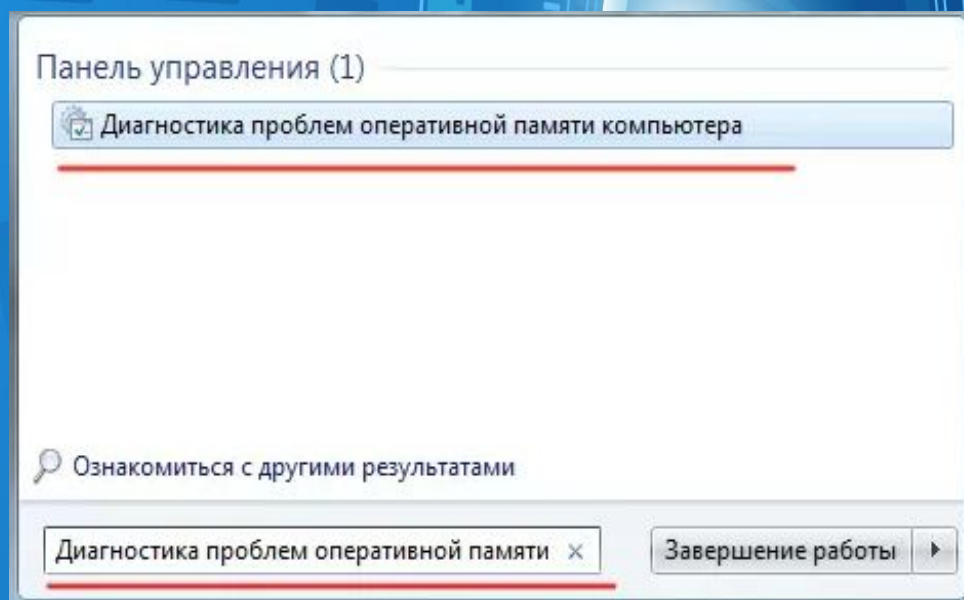 Панель управления (1)
Диагностика проблем оперативной памяти компьютера
Ознакомиться с другими результатами
Диагностика проблем оперативной памяти
Завершение работы